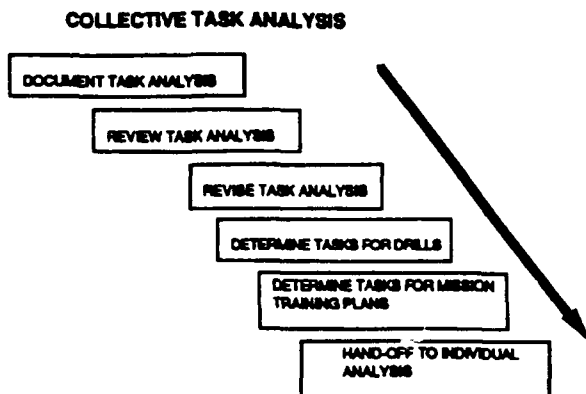 COLLECTIVE TASK ANALYSIS
DOCUMENT TASK ANALYSIS
REVIEW TASK ANALYSIS
REVISE TASK ANALYSIS
DETERMINE TASKS FOR DRILLS
DETERMINE TASKS FOR MISSION
TRAINING PLANS
HAND-OFF TO INDIVIDUAL
ANALYSIS